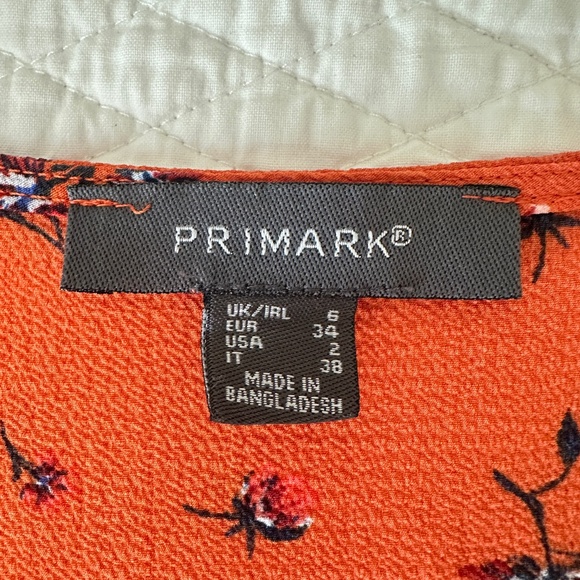 PRIMARK®
UK/IRL 6
EUR 34
USA 2
IT 38
MADE IN
BANGLADESH